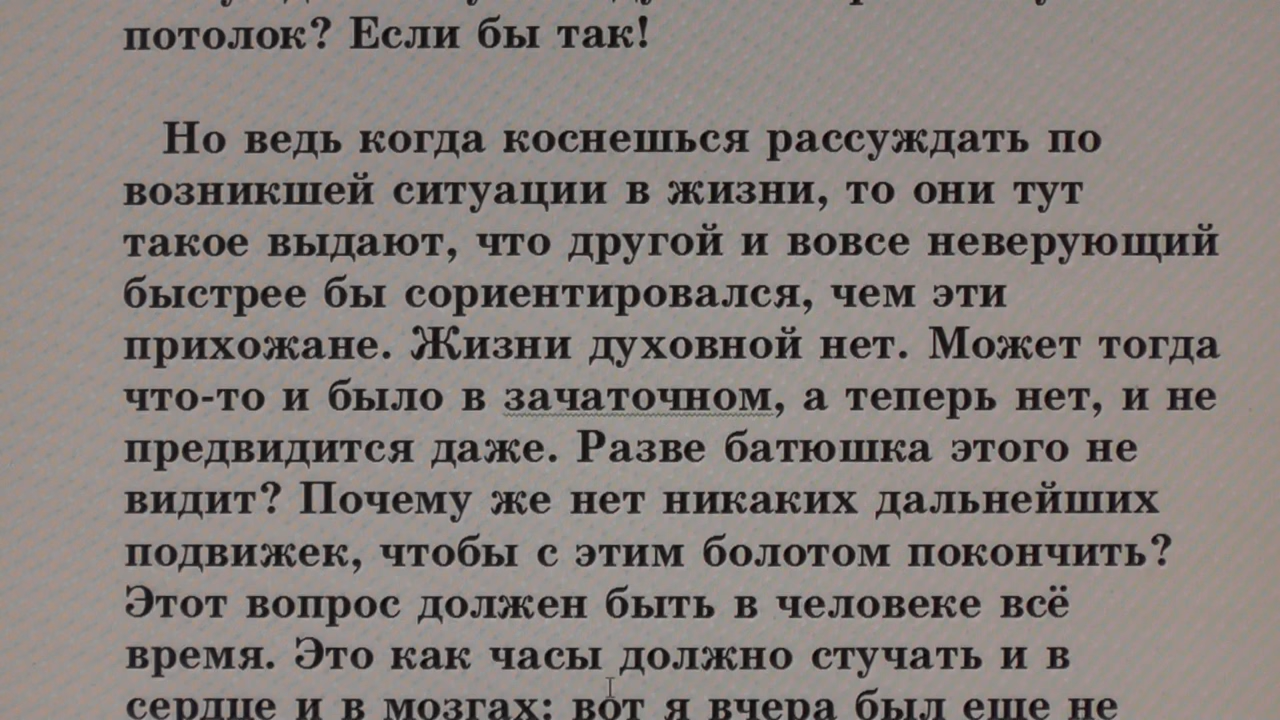 потолок? Если бы так!
Но ведь когда коснешься рассуждать по
возникшей ситуации в жизни, то они тут
такое выдают, что другой и вовсе неверующий
быстрее бы сориентировался, чем эти
прихожане. Жизни духовной нет. Может тогда
что-то и было в зачаточном, а теперь нет, и не
предвидится даже. Разве батюшка этого не
видит? Почему же нет никаких дальнейших
подвижек, чтобы с этим болотом покончить?
Этот вопрос должен быть в человеке всё
время. Это как часы должно стучать и в
сердце и в мозгах: вот я вчера был еще не